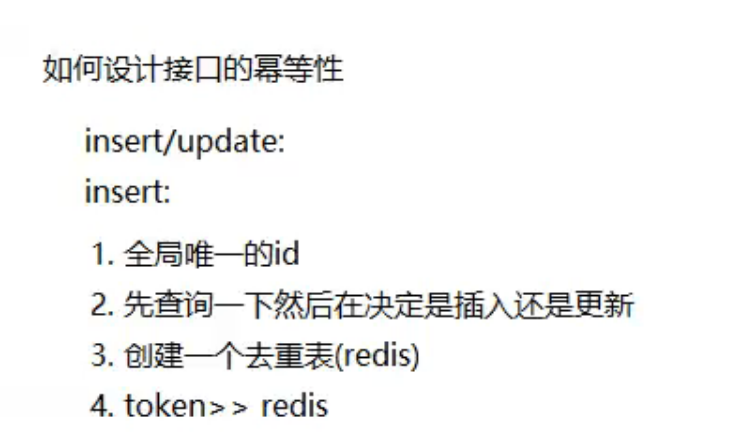 如何设计接口的幂等性
insert/update:
insert:
1. 全局唯一的id
2. 先查询一下然后在决定是插入还是更新
3. 创建一个去重表(redis)
4. token>> redis